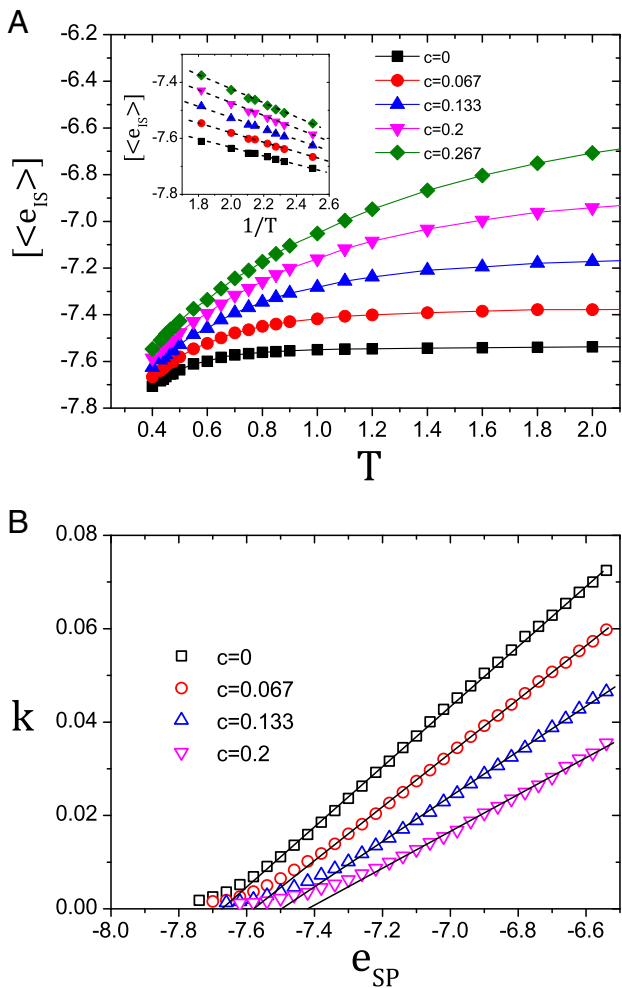 A
[<e_IS>]
-6.2
-6.4
-6.6
-6.8
-7.0
-7.2
-7.4
-7.6
-7.8
[<e_IS>]
-7.4
-7.6
-7.8
1.8 2.0 2.2 2.4 2.6
1/T
c=0
c=0.067
c=0.133
c=0.2
c=0.267
0.4 0.6 0.8 1.0 1.2 1.4 1.6 1.8 2.0
T
B
k
0.08
0.06
0.04
0.02
0.00
c=0
c=0.067
c=0.133
c=0.2
-8.0 -7.8 -7.6 -7.4 -7.2 -7.0 -6.8 -6.6
e_SP